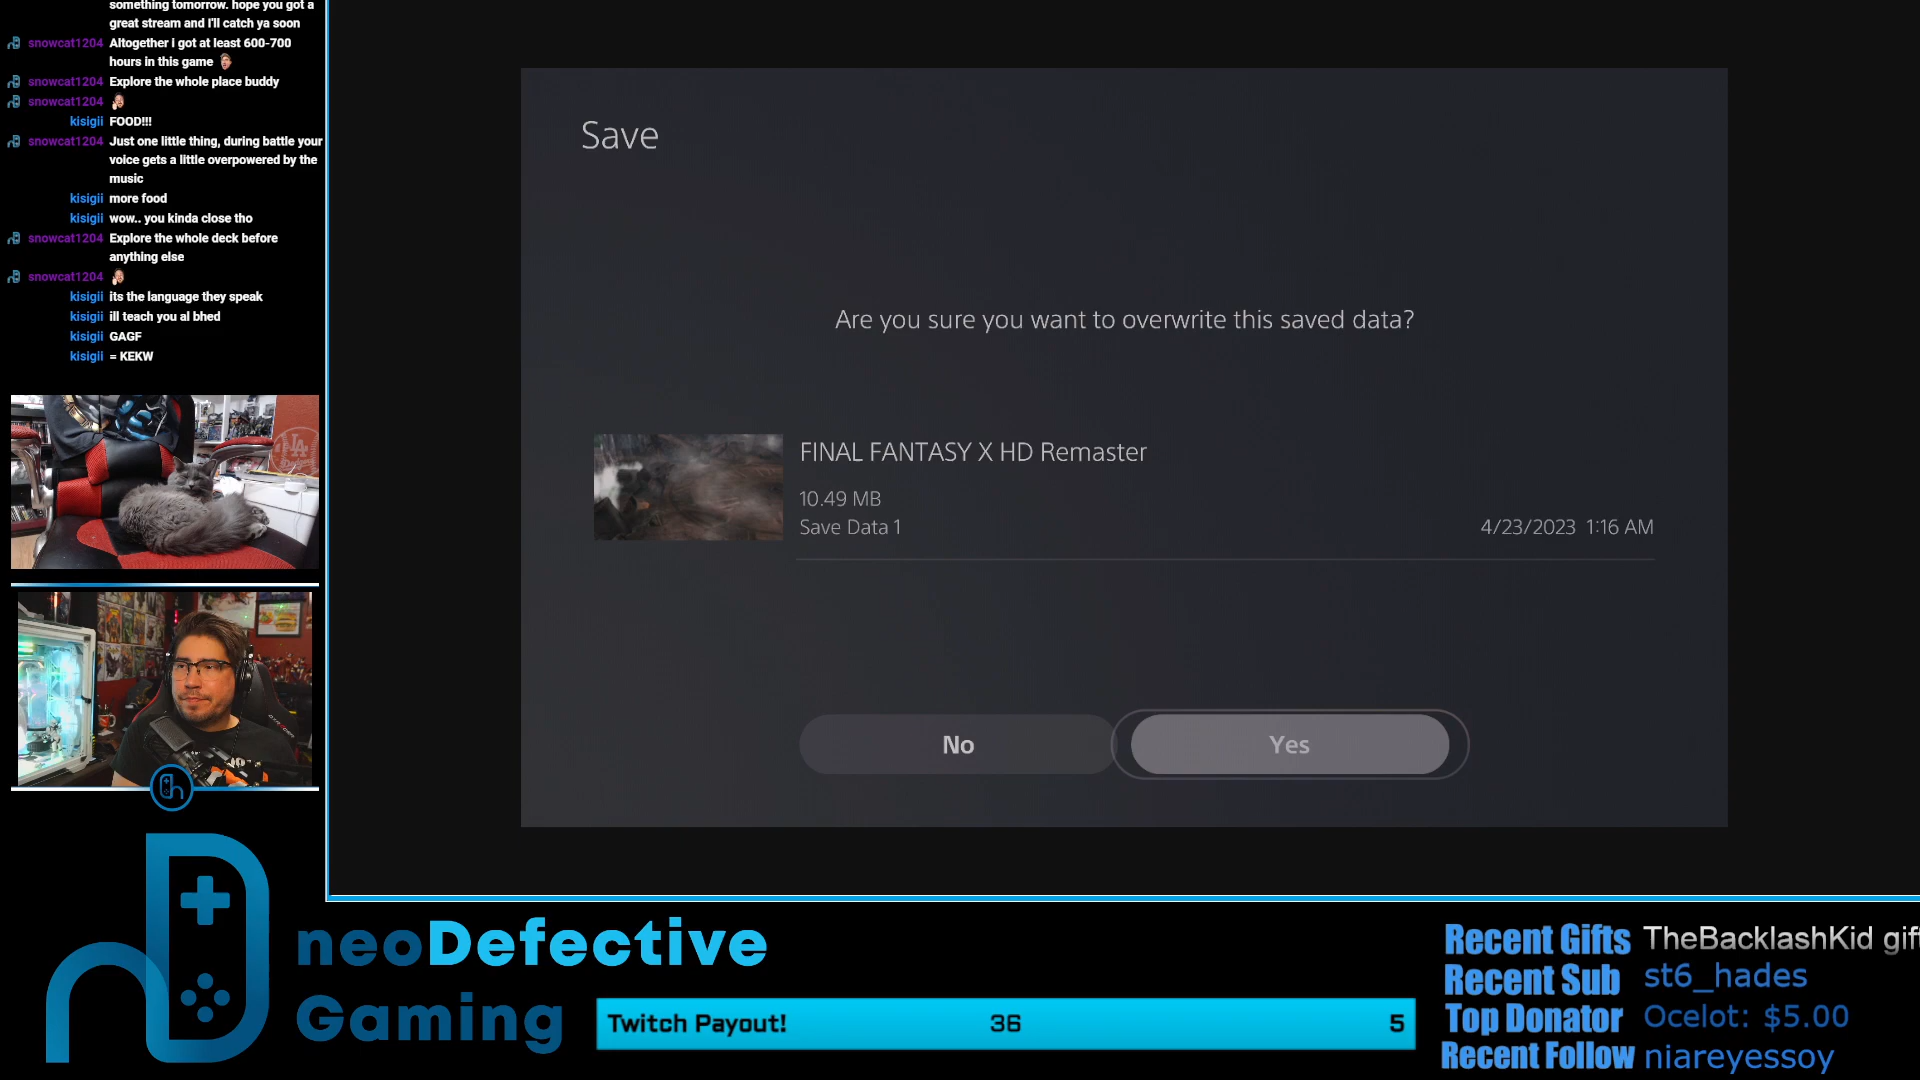 something tomorrow. hope you got a
great stream and I'll catch ya soon
snowcat1204 Altogether i got at least 600-700
hours in this game
snowcat1204 Explore the whole place buddy
snowcat1204
kisigii FOOD!!!
snowcat1204 Just one little thing, during battle your
voice gets a little overpowered by the
music
kisigii more food
kisigii wow.. you kinda close tho
snowcat1204 Explore the whole deck before
anything else
snowcat1204
kisigii its the language they speak
kisigii ill teach you al bhed
kisigii GAGF
kisigii = KEKW
Save
Are you sure you want to overwrite this saved data?
FINAL FANTASY X HD Remaster
10.49 MB
Save Data 1
4/23/2023 1:16 AM
No
Yes
LA
neoDefective
Gaming
Twitch Payout! 36 5
Recent Gifts TheBacklashKid gif
Recent Sub st6_hades
Top Donator Ocelot: $5.00
Recent Follow niareyessoy